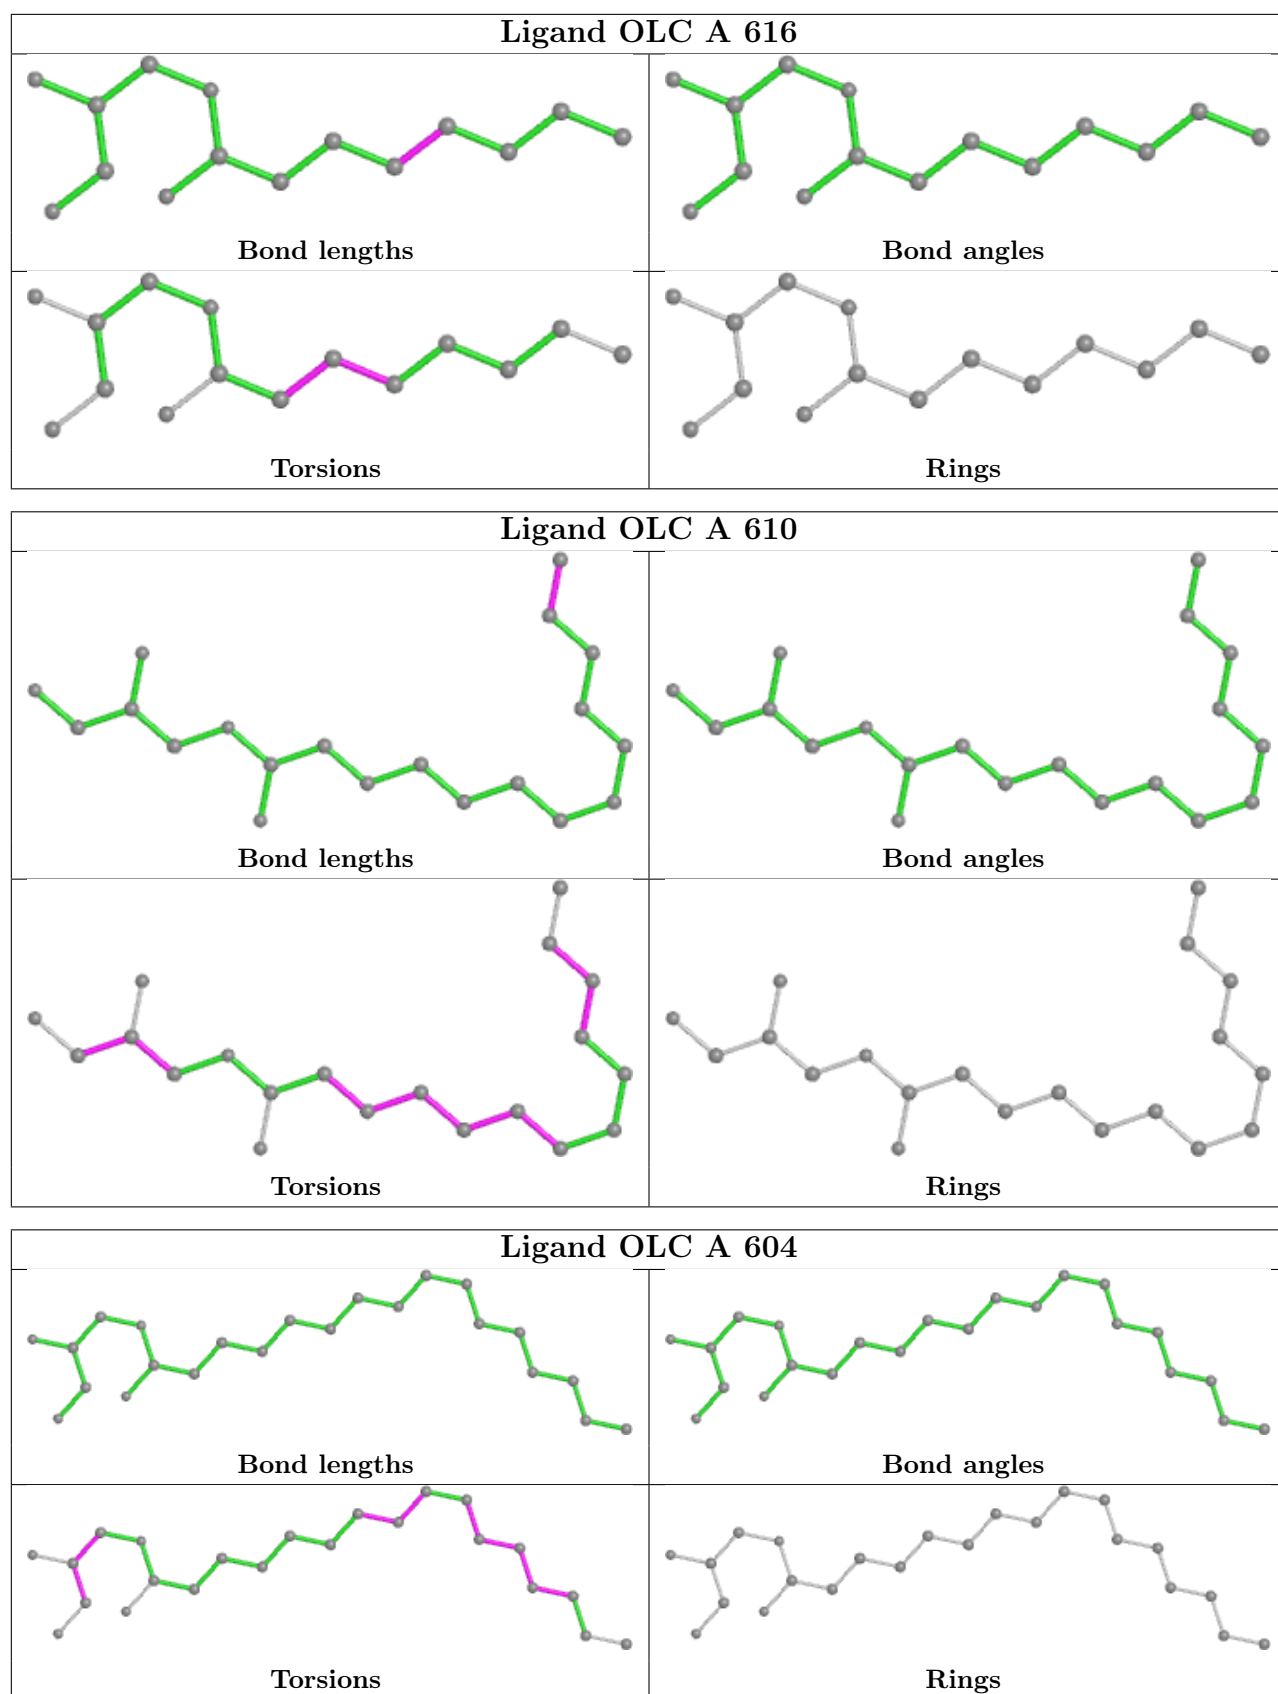 Ligand OLC A 616
Bond lengths
Bond angles
Torsions
Rings
Ligand OLC A 610
Bond lengths
Bond angles
Torsions
Rings
Ligand OLC A 604
Bond lengths
Bond angles
Torsions
Rings